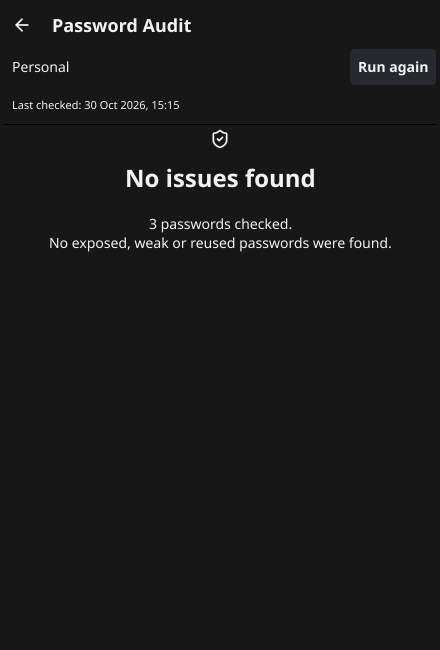 Password Audit
Personal
Run again
Last checked: 30 Oct 2026, 15:15
No issues found
3 passwords checked.
No exposed, weak or reused passwords were found.